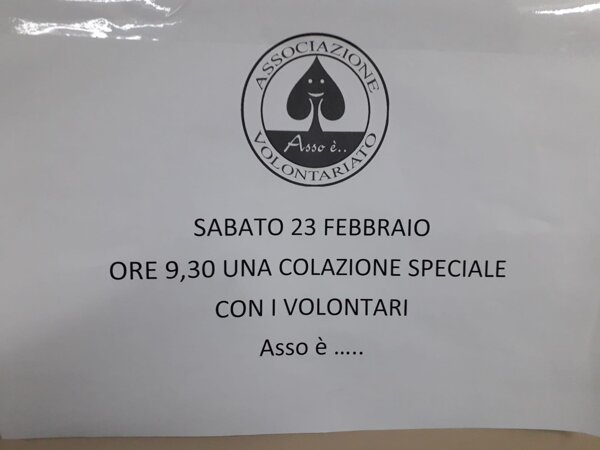 ASSOCIAZIONE
Asso è..
VOLONTARIATO
SABATO 23 FEBBRAIO
ORE 9,30 UNA COLAZIONE SPECIALE
CON I VOLONTARI
Asso è .....